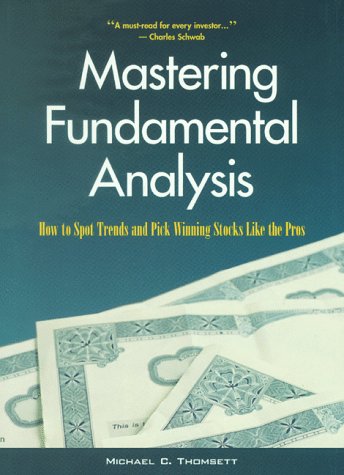 “A must-read for every investor...”
— Charles Schwab
Mastering
Fundamental
Analysis
How to Spot Trends and Pick Winning Stocks Like the Pros
This is t
MICHAEL C. THOMSETT